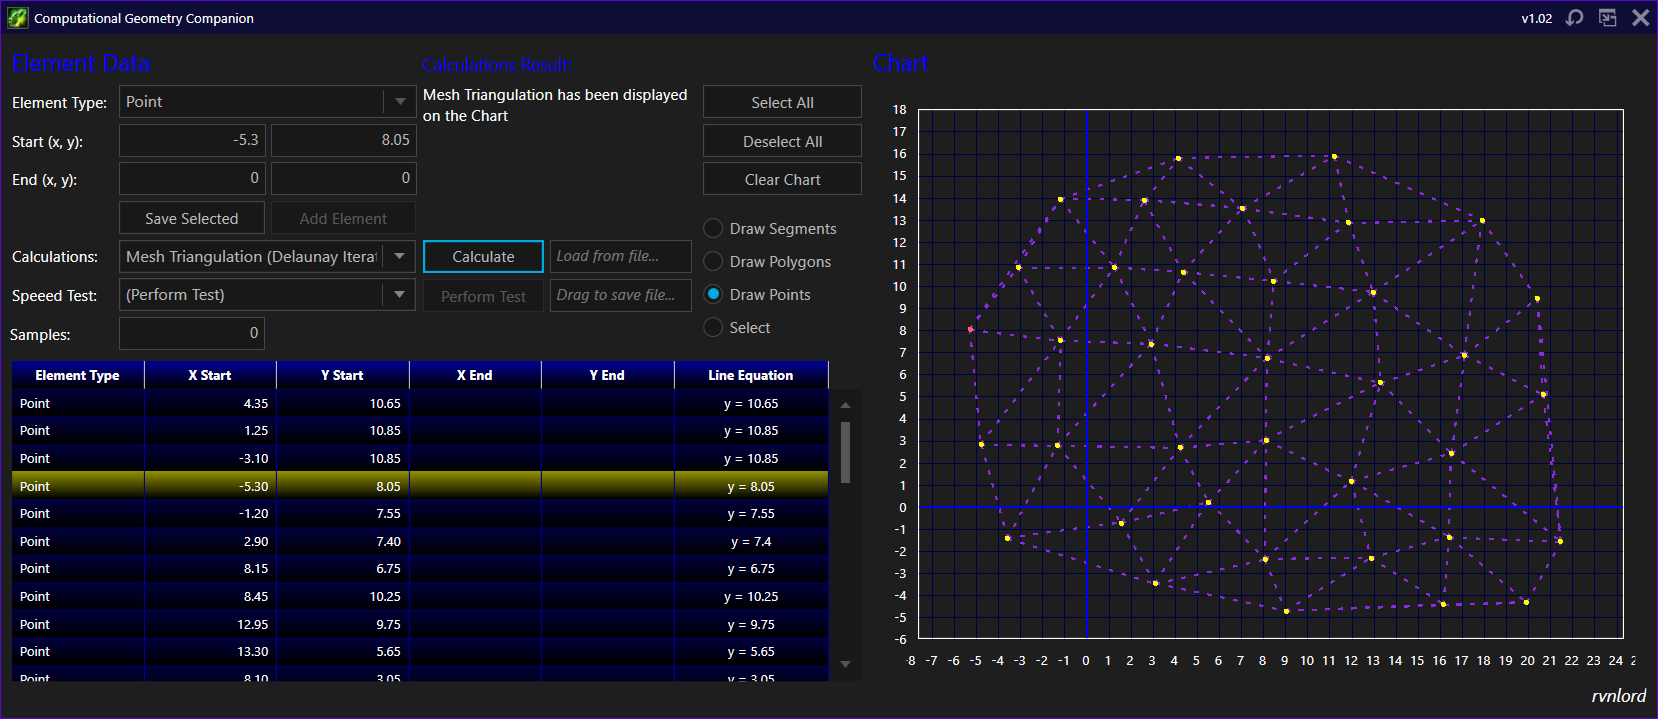 Computational Geometry Companion
v1.02
Element Data
Calculations Result:
Chart
Element Type:
Point
Mesh Triangulation has been displayed
on the Chart
Select All
Start (x, y):
-5.3
8.05
Deselect All
End (x, y):
0
0
Clear Chart
Save Selected
Add Element
Draw Segments
Calculations:
Mesh Triangulation (Delaunay Iterat
Calculate
Load from file...
Draw Polygons
Speeed Test:
(Perform Test)
Perform Test
Drag to save file...
Draw Points
Samples:
0
Select
Element Type X Start Y Start X End Y End Line Equation
Point 4.35 10.65 y = 10.65
Point 1.25 10.85 y = 10.85
Point -3.10 10.85 y = 10.85
Point -5.30 8.05 y = 8.05
Point -1.20 7.55 y = 7.55
Point 2.90 7.40 y = 7.4
Point 8.15 6.75 y = 6.75
Point 8.45 10.25 y = 10.25
Point 12.95 9.75 y = 9.75
Point 13.30 5.65 y = 5.65
Point 8.10 3.05 y = 3.05
18
17
16
15
14
13
12
11
10
9
8
7
6
5
4
3
2
1
0
-1
-2
-3
-4
-5
-6
-8 -7 -6 -5 -4 -3 -2 -1 0 1 2 3 4 5 6 7 8 9 10 11 12 13 14 15 16 17 18 19 20 21 22 23 24
rvnlord